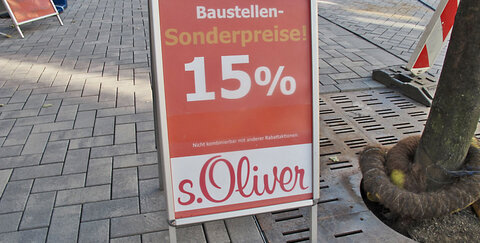 Baustellen-
Sonderpreise!
15%
Nicht kombinierbar mit anderen Rabattaktionen.
s.Oliver